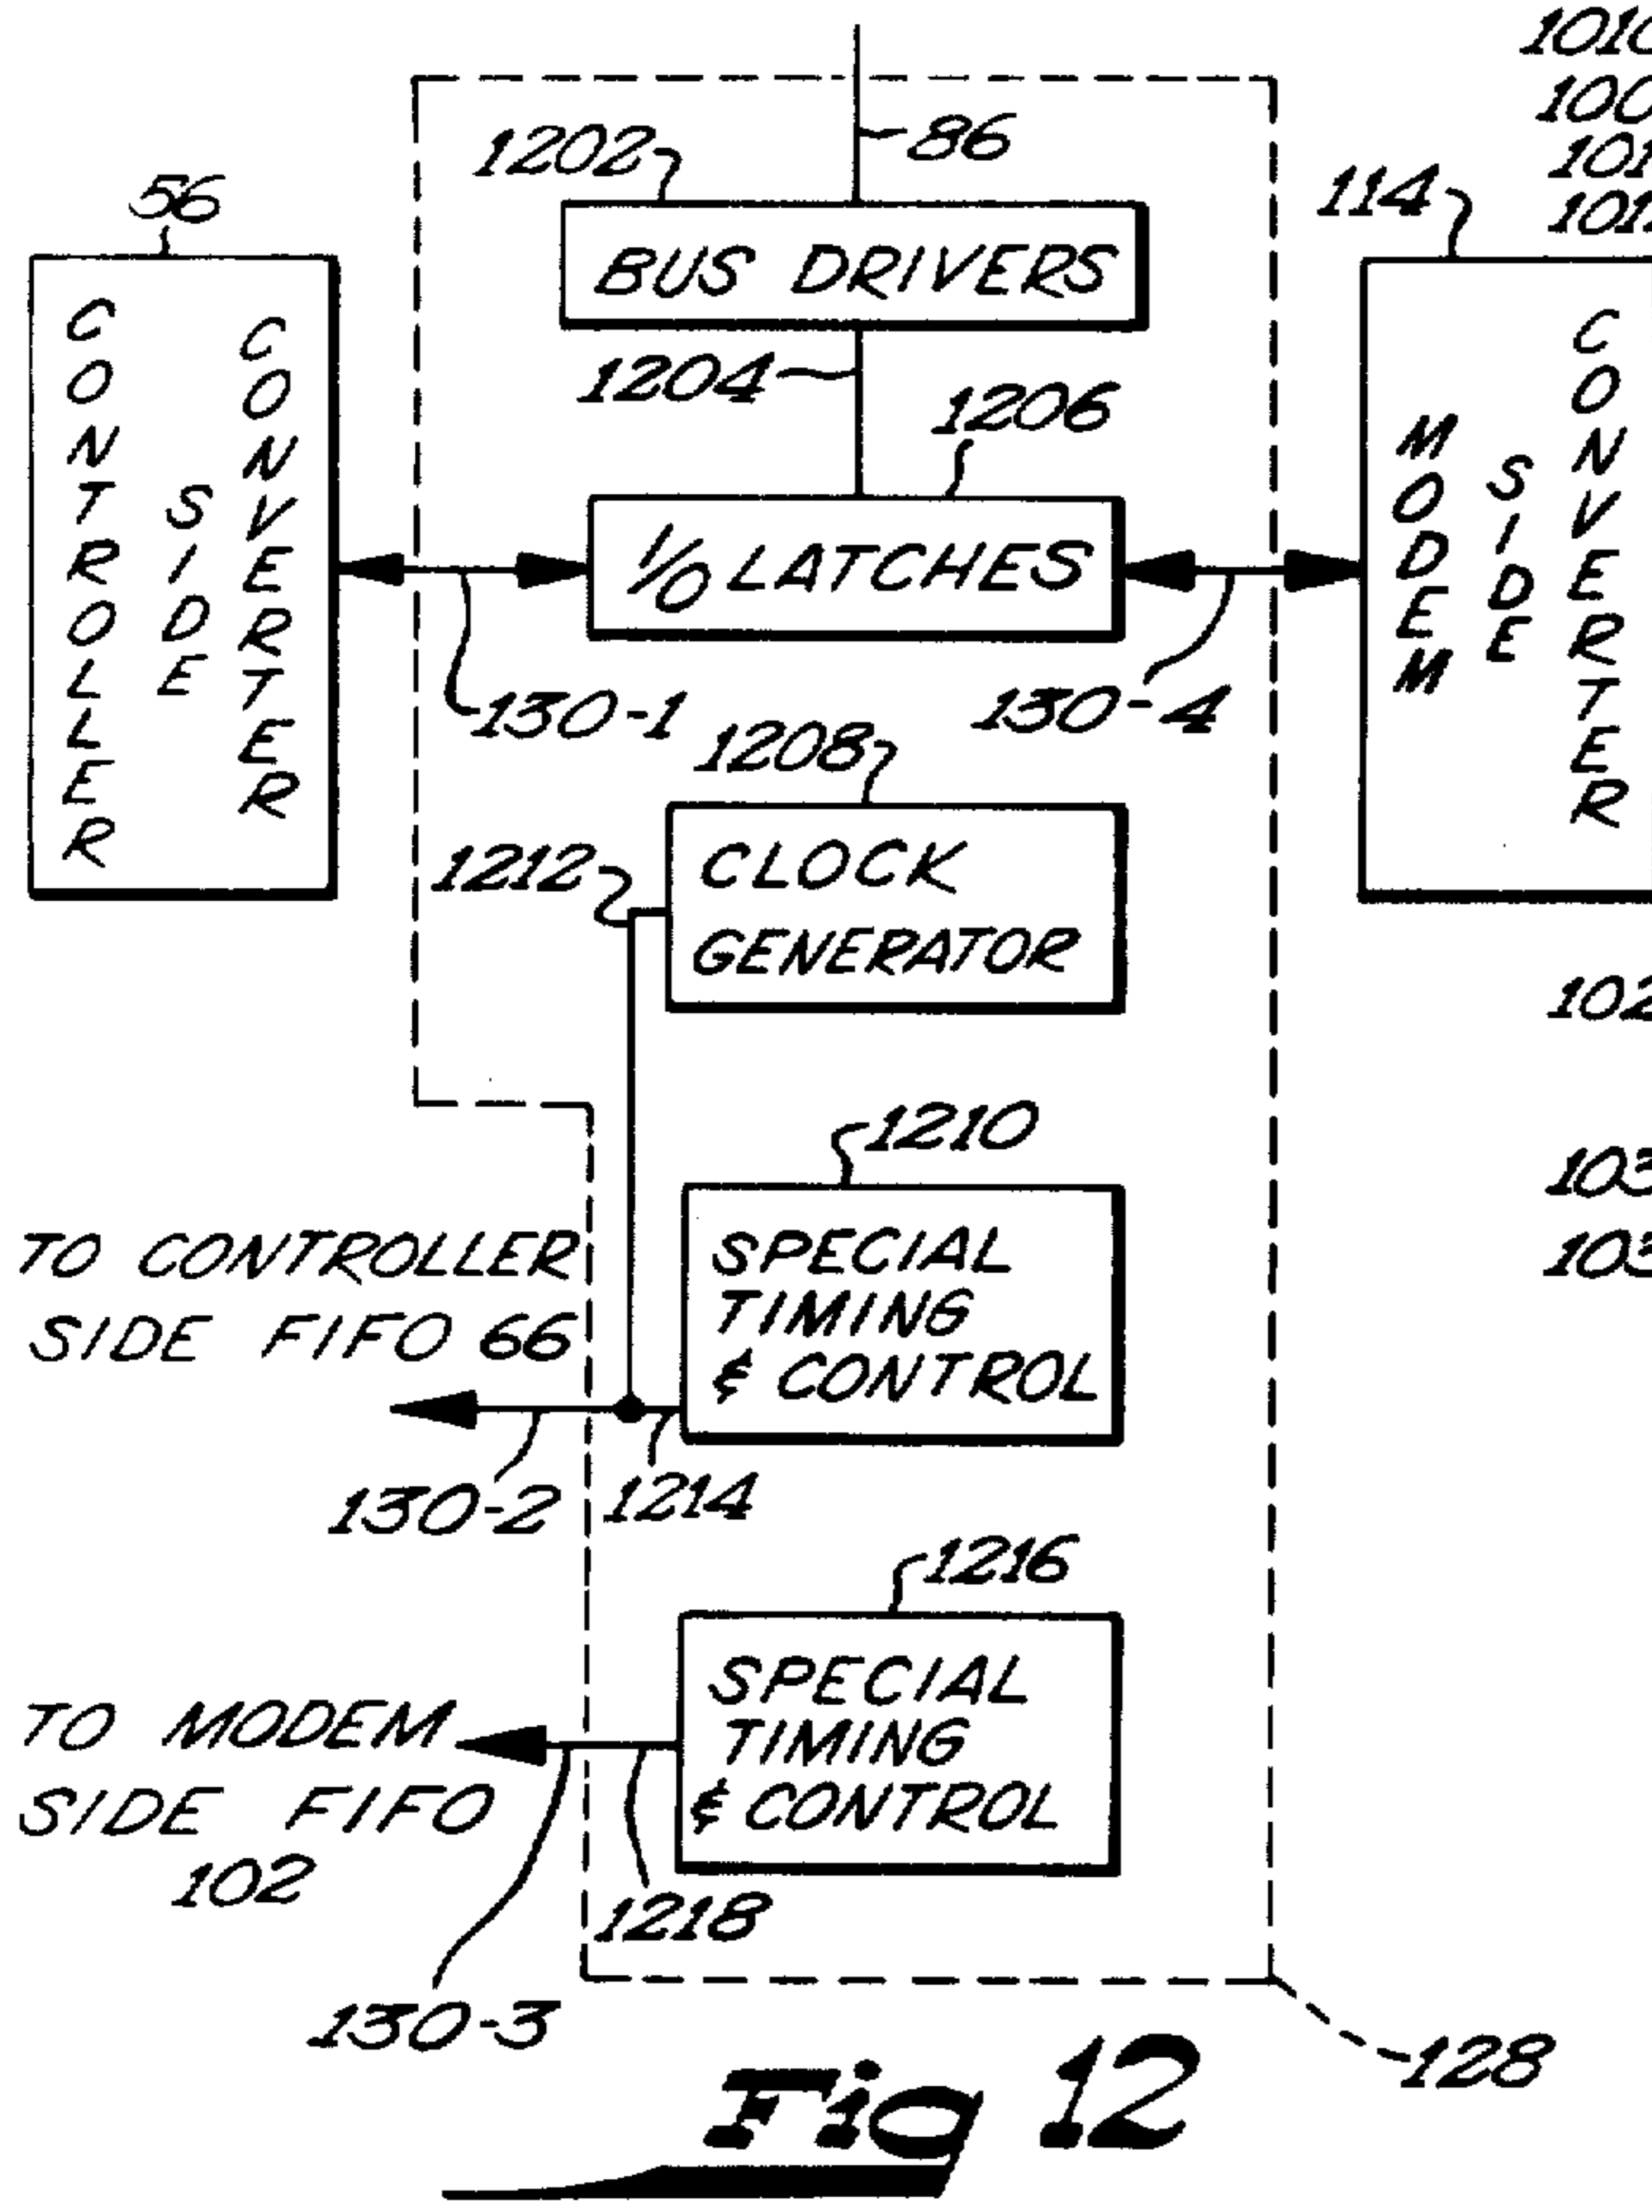 86
1202
56
BUS DRIVERS
114
CONTROLLER
SIDE
CONVERTER
1204
1206
I/O LATCHES
MODEM
SIDE
CONVERTER
130-1
130-4
1208
1212
CLOCK
GENERATOR
1210
TO CONTROLLER
SIDE FIFO 66
SPECIAL
TIMING
& CONTROL
130-2
1214
1216
TO MODEM
SIDE FIFO
102
SPECIAL
TIMING
& CONTROL
1218
130-3
128
Fig 12